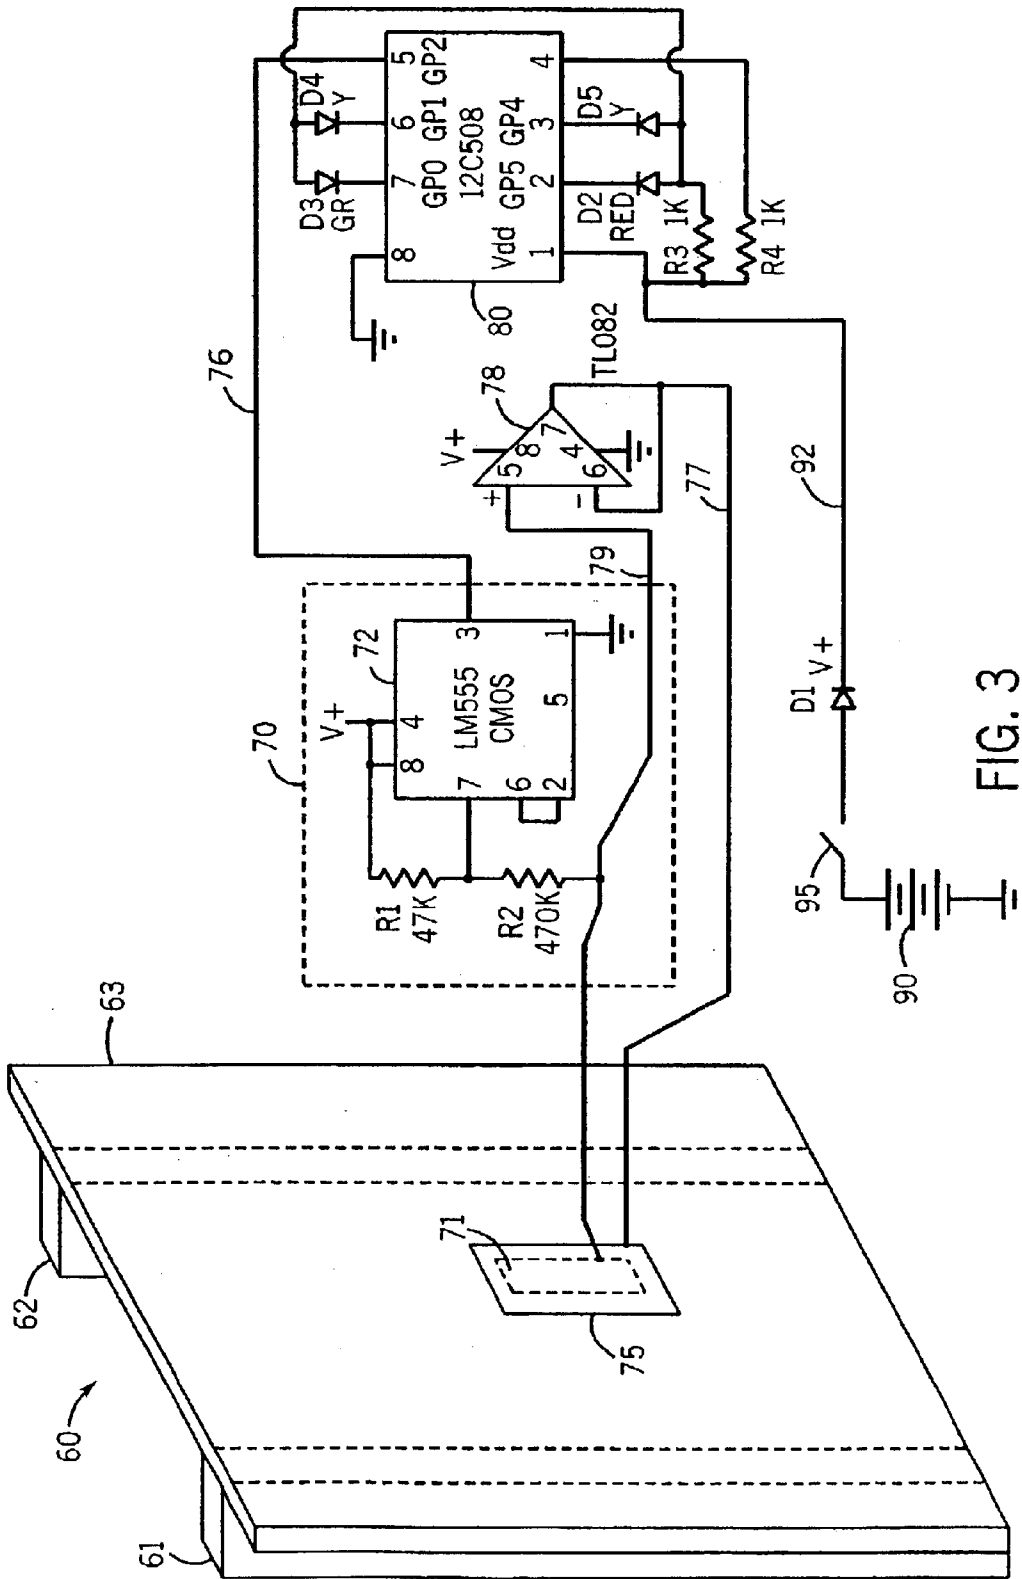 60
61
62
63
71
75
70
V+
R1
47K
R2
470K
8
4
72
7
LM555
CMOS
3
6
2
5
1
79
76
V+
78
+
5
8
7
4
6
−
TL082
77
80
8
7
6
5
GP0
GP1
GP2
12C508
Vdd
GP5
GP4
1
2
3
4
D3
GR
D4
Y
D2
RED
D5
Y
R3
1K
R4
1K
90
95
D1
V+
92
FIG. 3